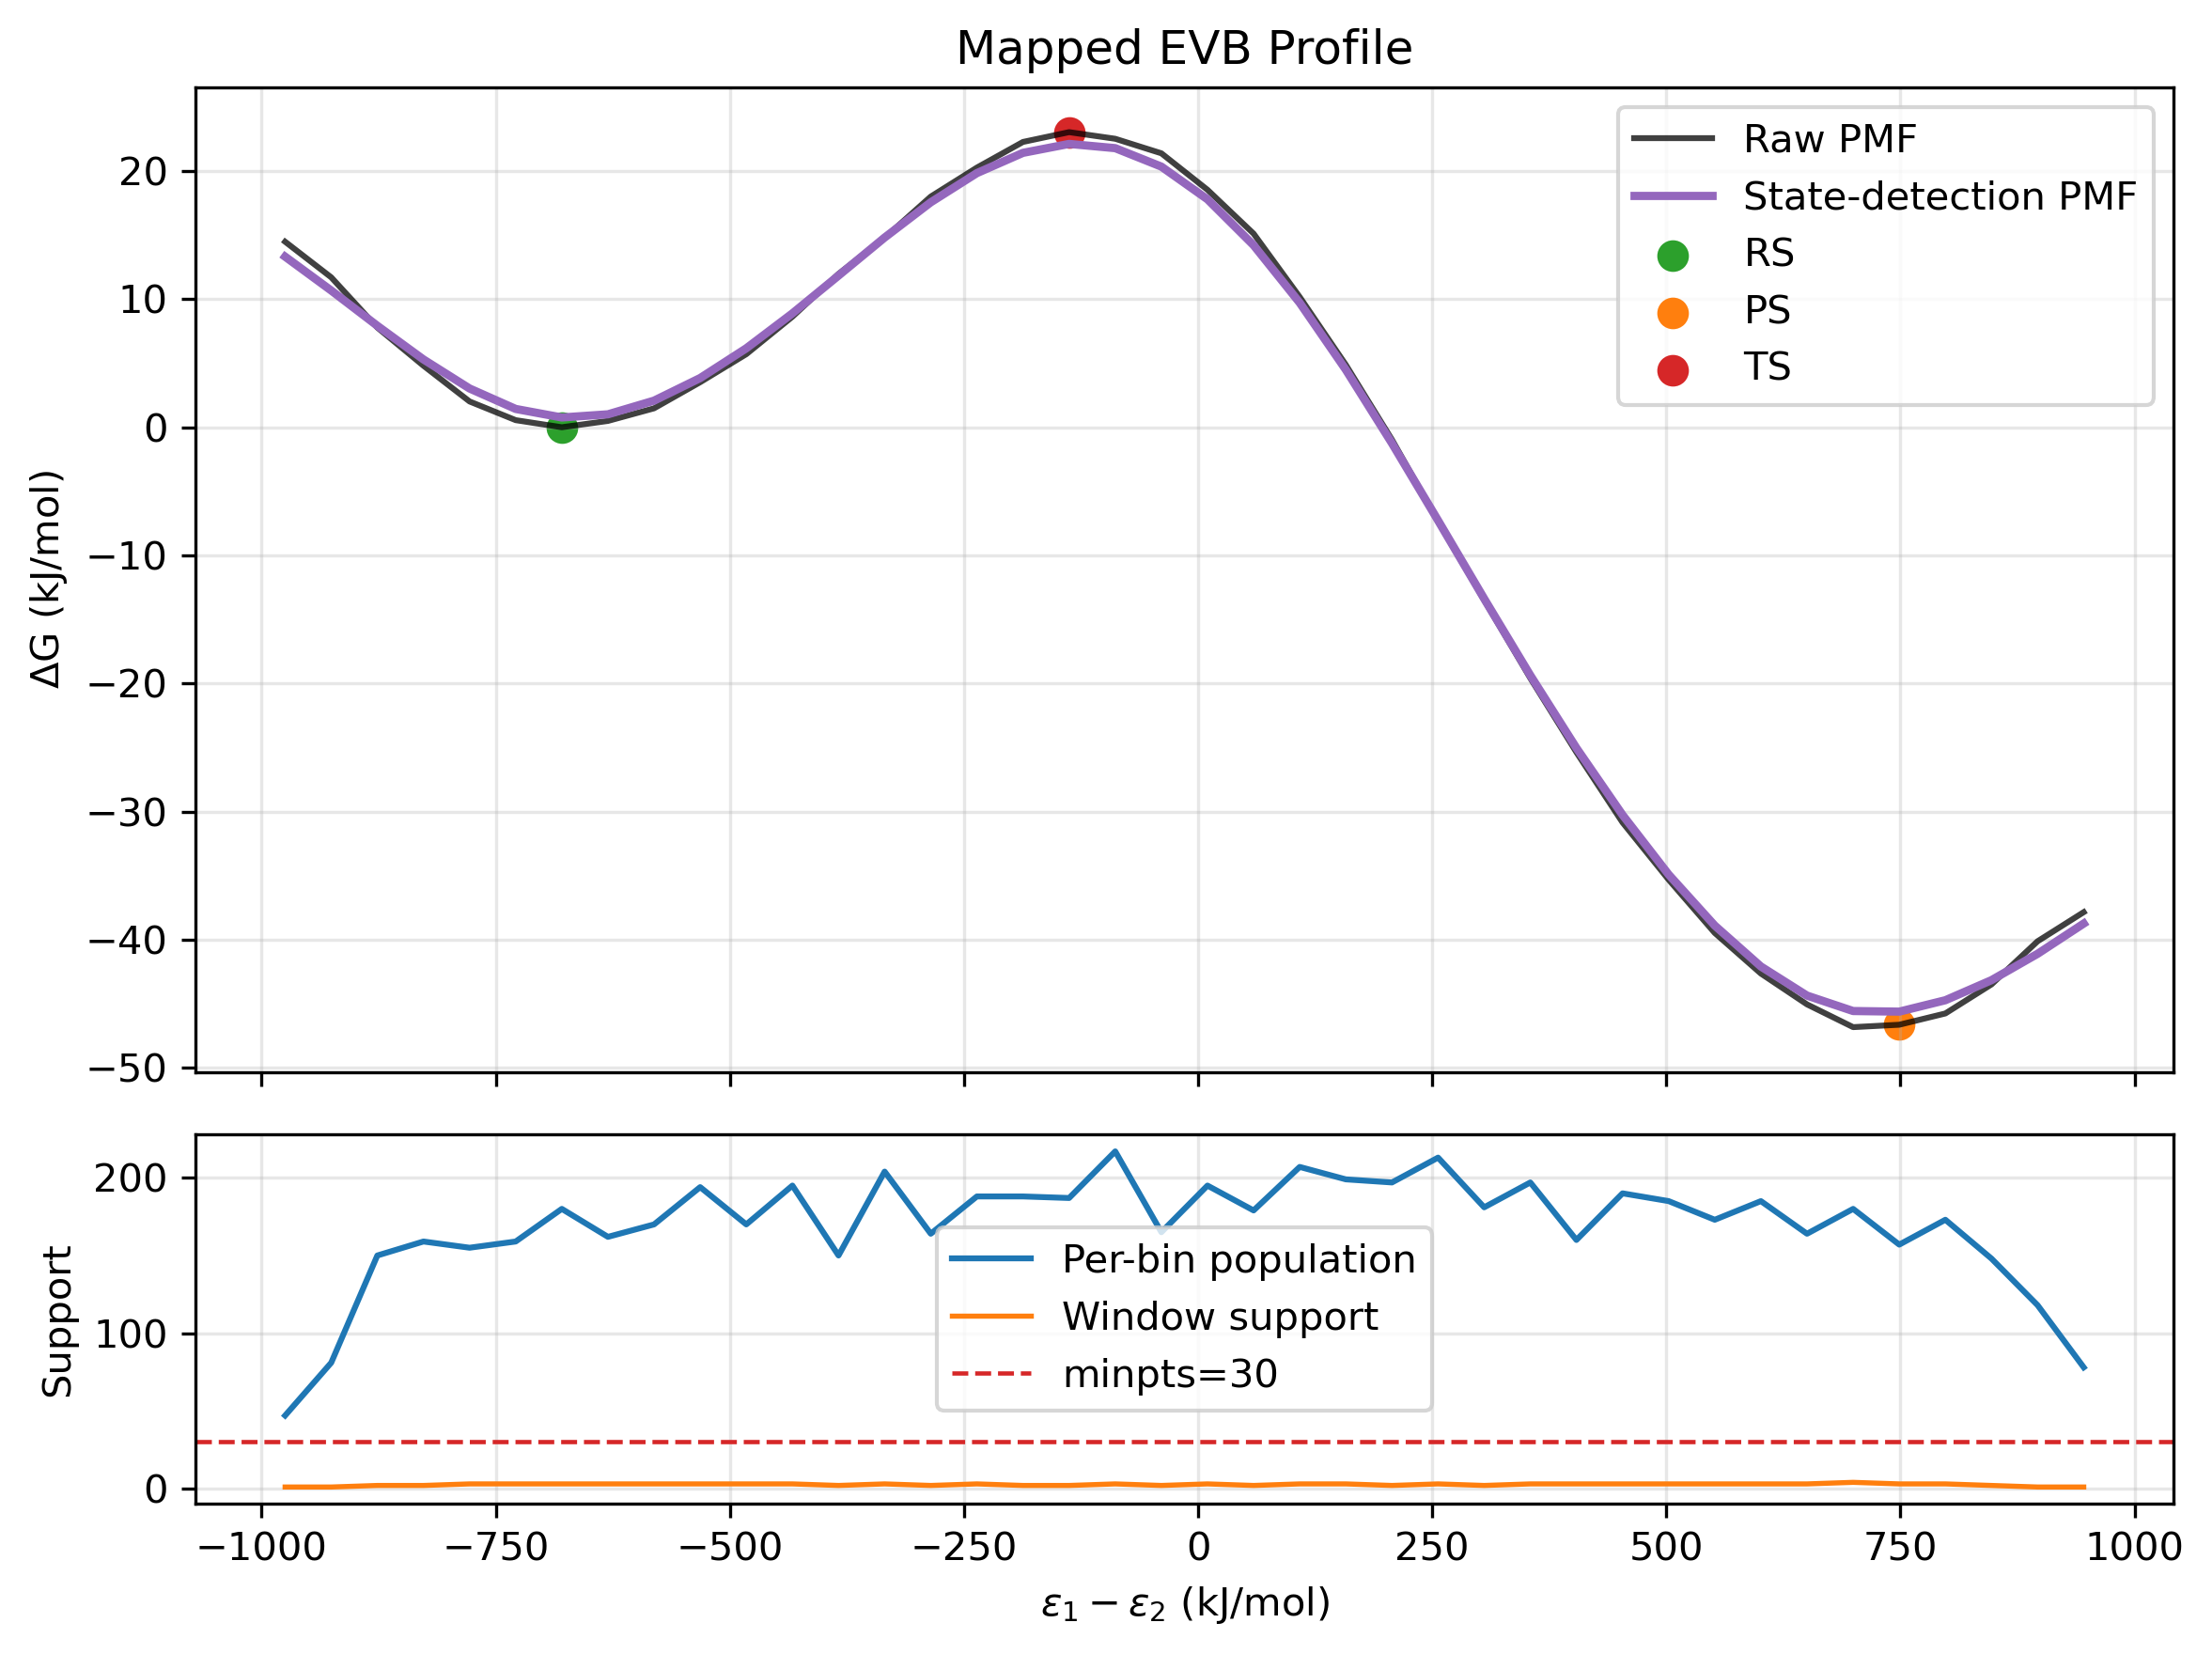 Mapped EVB Profile
ΔG (kJ/mol)
20
10
0
−10
−20
−30
−40
−50
Raw PMF
State-detection PMF
RS
PS
TS
Support
200
100
0
Per-bin population
Window support
minpts=30
−1000 −750 −500 −250 0 250 500 750 1000
ε₁ − ε₂ (kJ/mol)